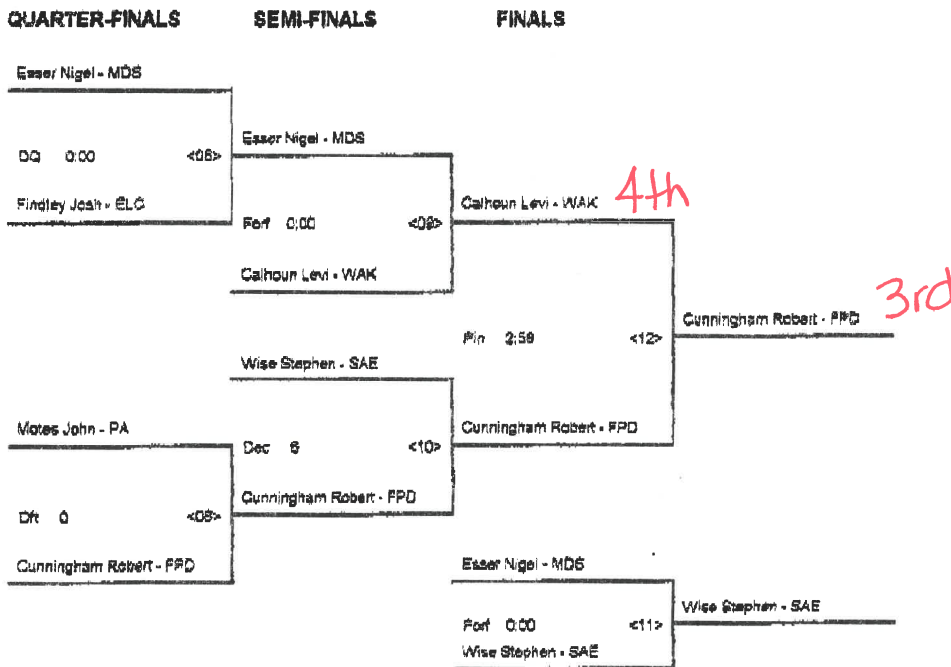 QUARTER-FINALS SEMI-FINALS FINALS
Esser Nigel - MDS
Esser Nigel - MDS
DQ 0:00 <06>
Calhoun Levi - WAK 4th
Findley Josh - ELC
Forf 0:00 <09>
Calhoun Levi - WAK
Cunningham Robert - FPD 3rd
Pin 2:58 <12>
Wise Stephen - SAE
Motes John - PA
Cunningham Robert - FPD
Dec 6 <10>
Cunningham Robert - FPD
Dft 0 <08>
Cunningham Robert - FPD
Esser Nigel - MDS
Wise Stephen - SAE
Forf 0:00 <11>
Wise Stephen - SAE